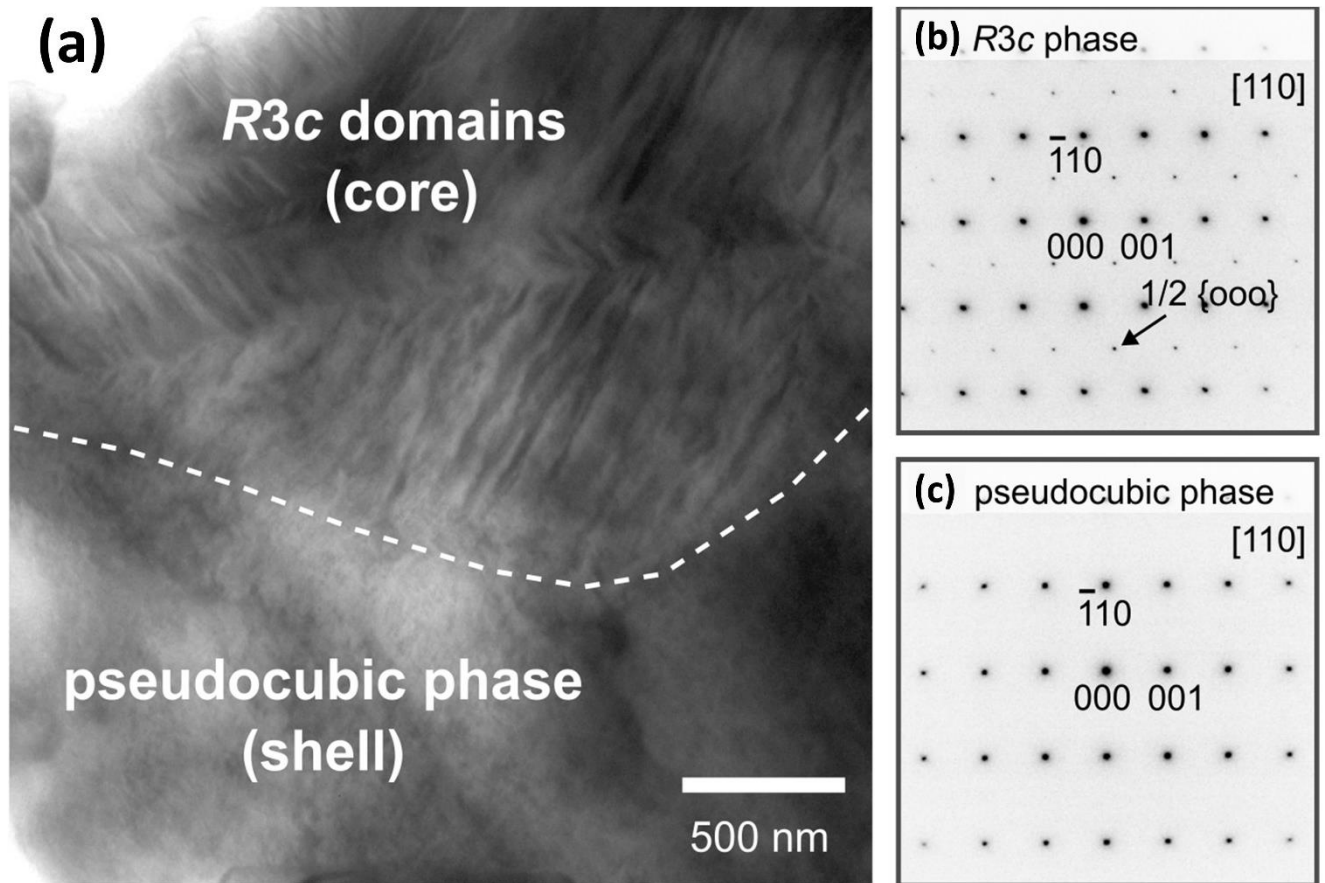 (a)
R3c domains
(core)
pseudocubic phase
(shell)
500 nm
(b) R3c phase
[110]
1̅10
000 001
1/2 {ooo}
(c) pseudocubic phase
[110]
1̅10
000 001